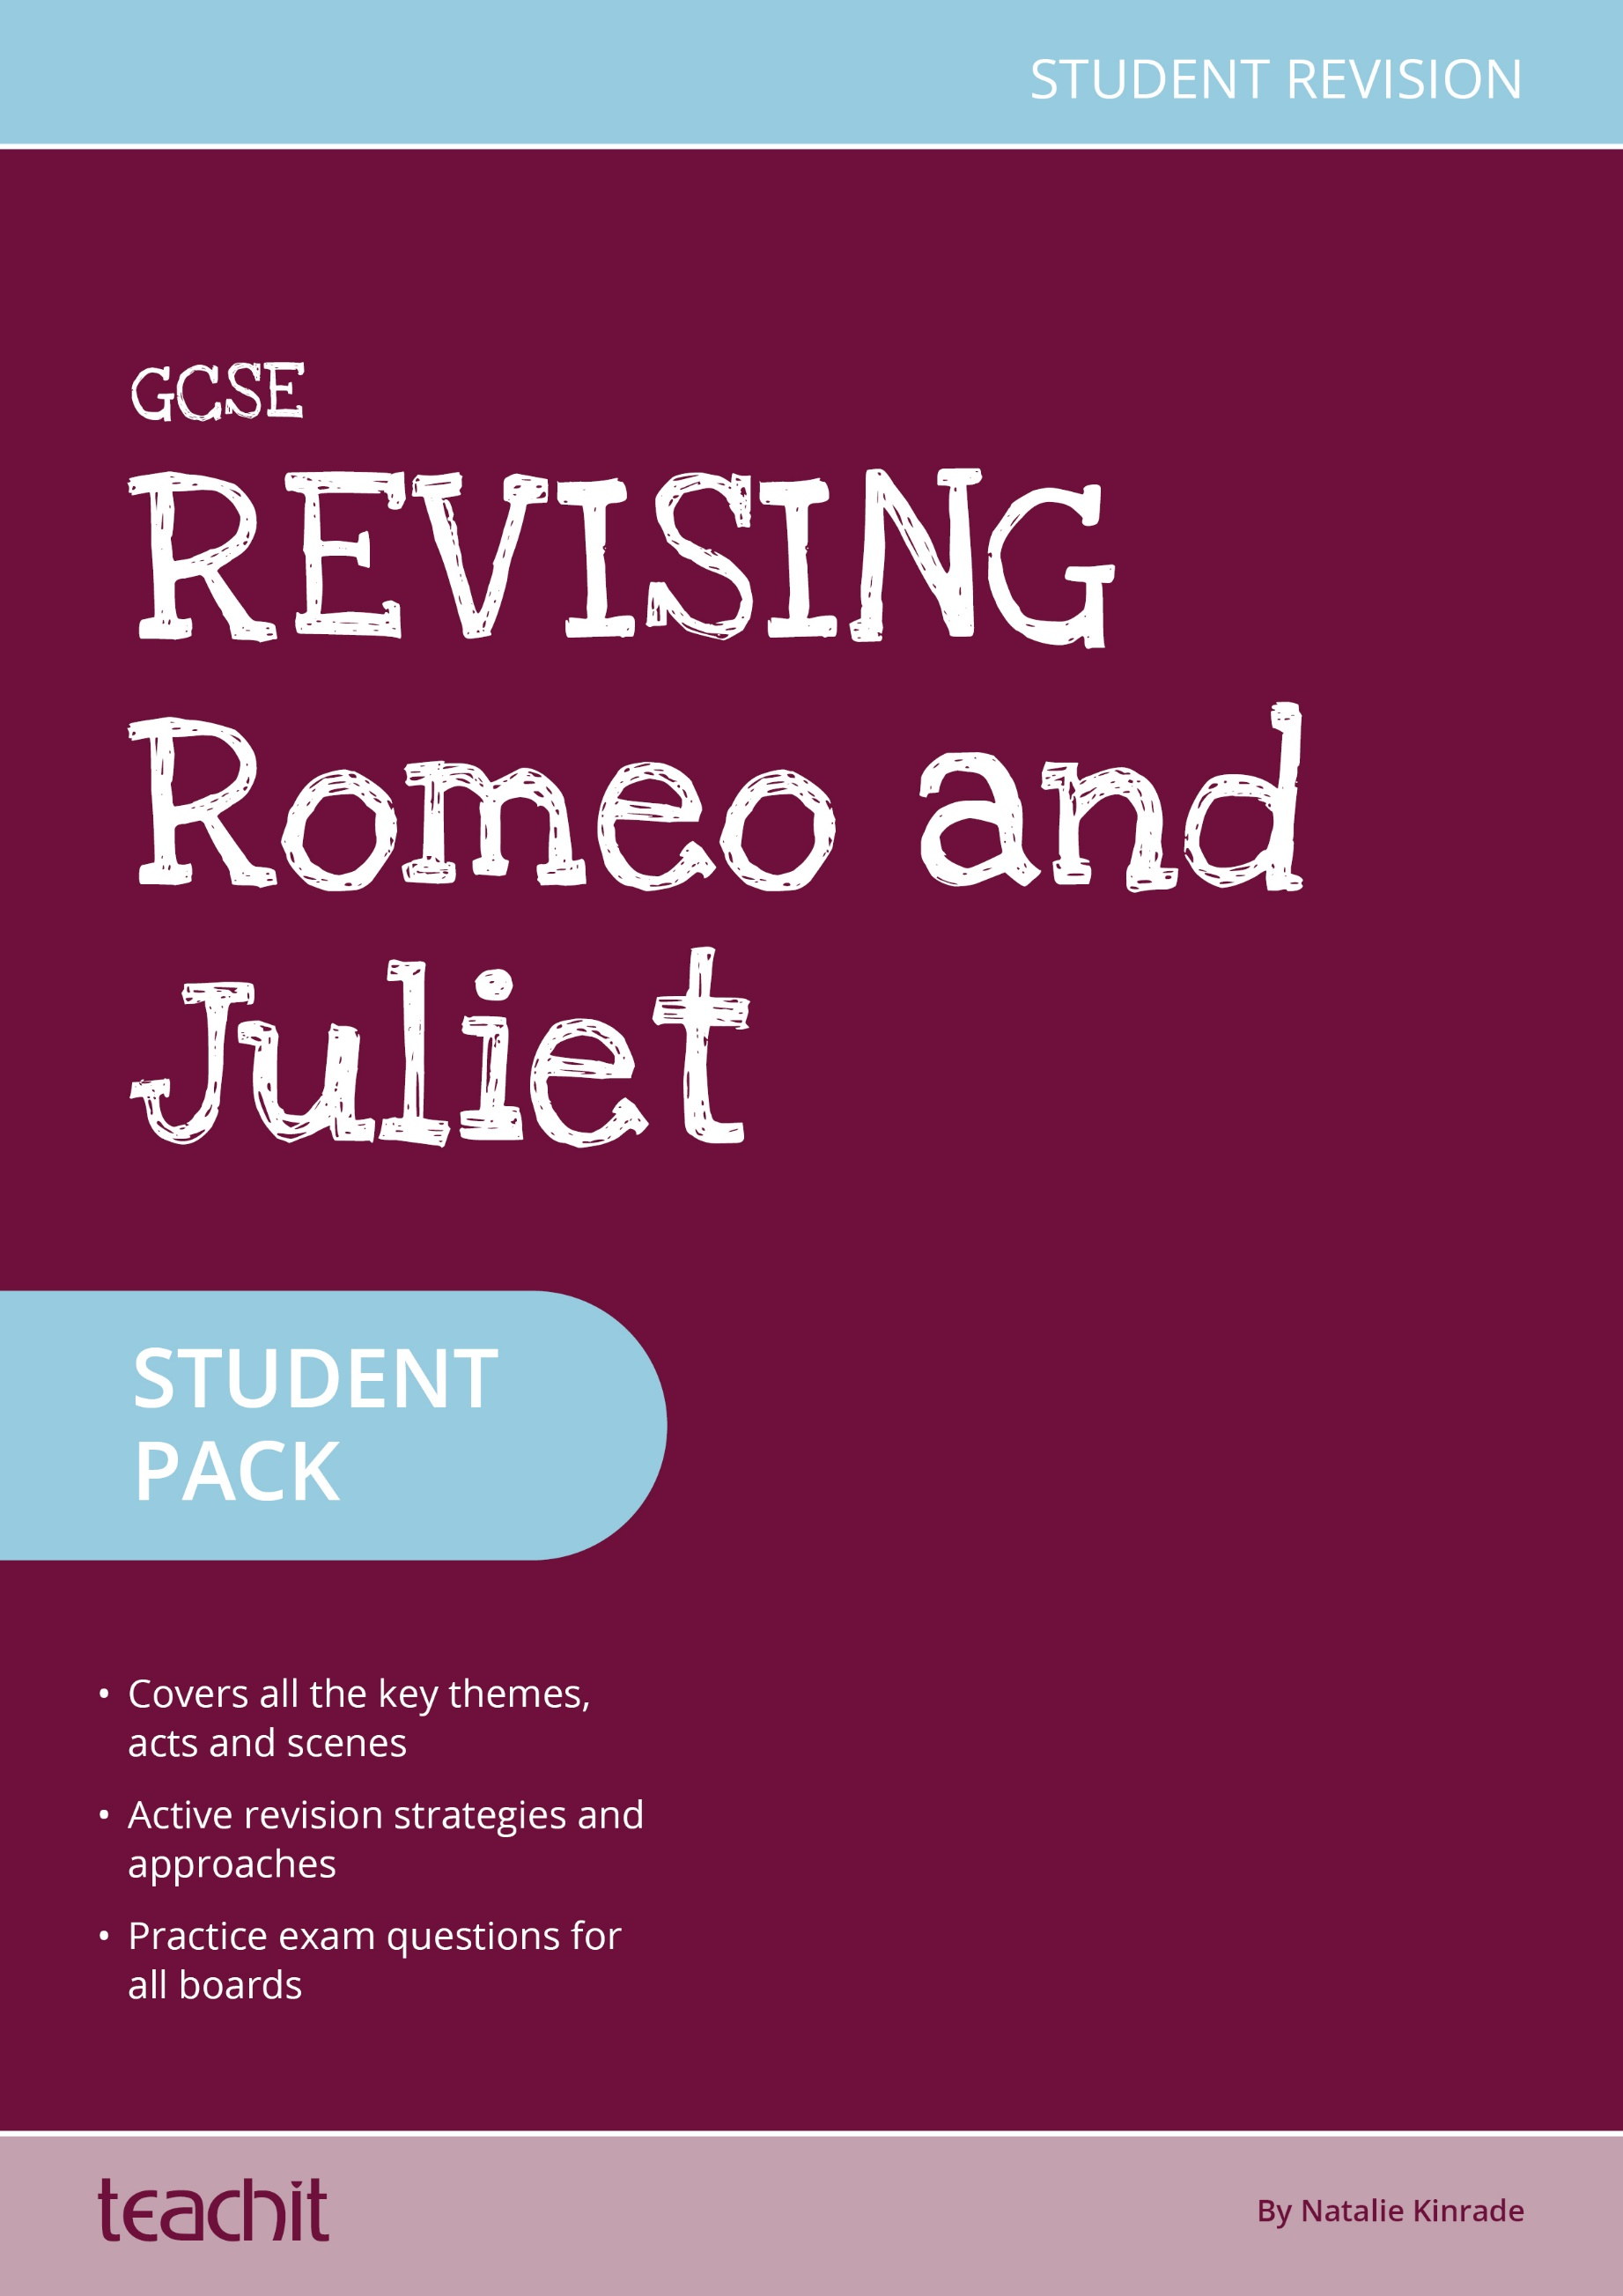 STUDENT REVISION
GCSE
REVISING
Romeo and
Juliet
STUDENT
PACK
• Covers all the key themes,
acts and scenes
• Active revision strategies and
approaches
• Practice exam questions for
all boards
teachit
By Natalie Kinrade